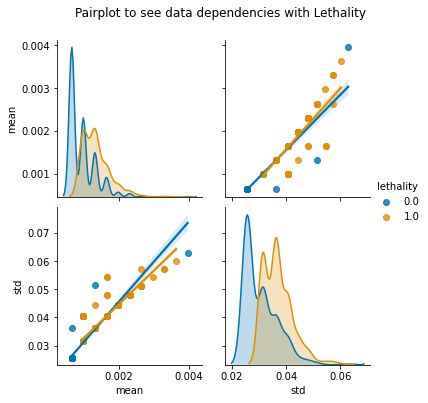 Pairplot to see data dependencies with Lethality
0.004
0.003
0.002
0.001
mean
lethality
0.0
1.0
0.07
0.06
0.05
0.04
0.03
std
0.002 0.004
mean
0.02 0.04 0.06
std